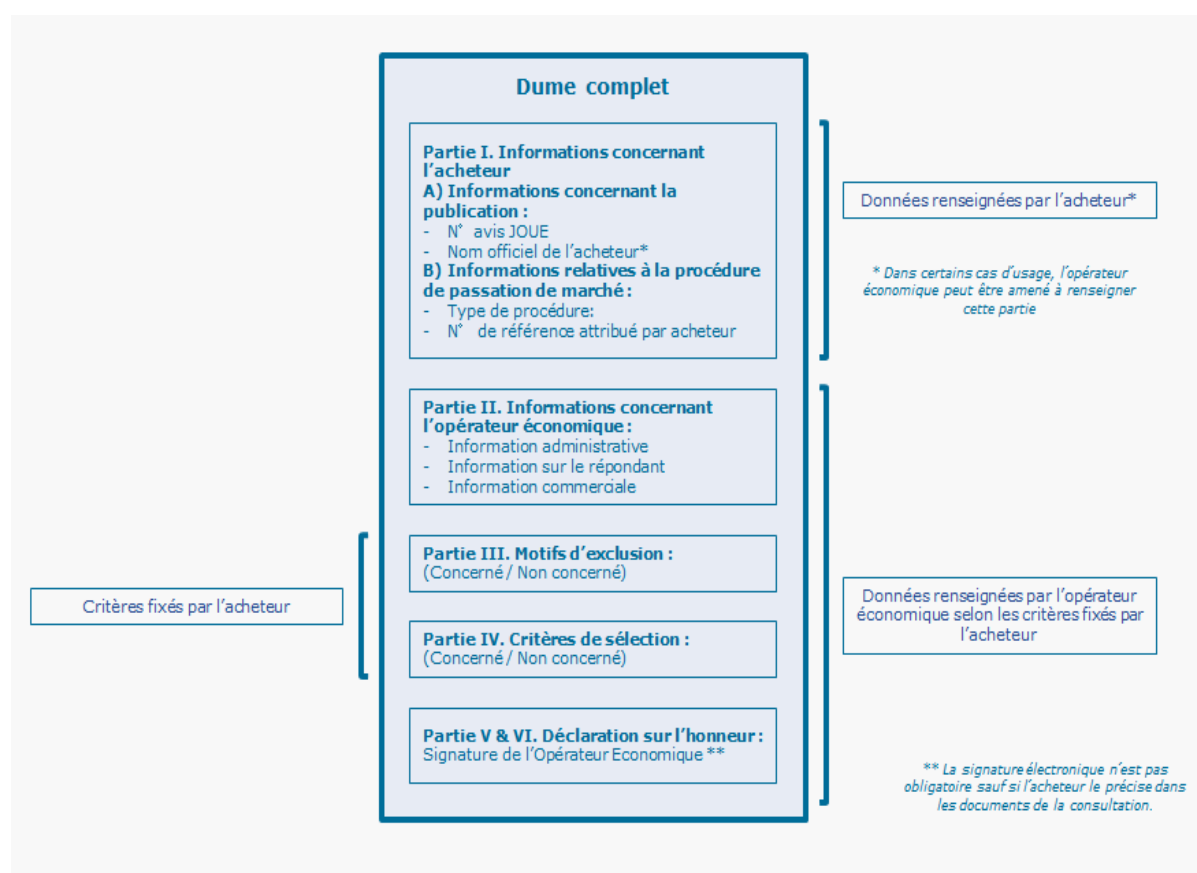 Dume complet
Partie I. Informations concernant
l'acheteur
A) Informations concernant la
publication :
- N° avis JOUE
- Nom officiel de l'acheteur*
B) Informations relatives à la procédure
de passation de marché :
- Type de procédure:
- N° de référence attribué par acheteur
Données renseignées par l'acheteur*
* Dans certains cas d'usage, l'opérateur
économique peut être amené à renseigner
cette partie
Partie II. Informations concernant
l'opérateur économique :
- Information administrative
- Information sur le répondant
- Information commerciale
Partie III. Motifs d'exclusion :
(Concerné / Non concerné)
Critères fixés par l'acheteur
Partie IV. Critères de sélection :
(Concerné / Non concerné)
Données renseignées par l'opérateur
économique selon les critères fixés par
l'acheteur
Partie V & VI. Déclaration sur l'honneur :
Signature de l'Opérateur Economique **
** La signature électronique n'est pas
obligatoire sauf si l'acheteur le précise dans
les documents de la consultation.